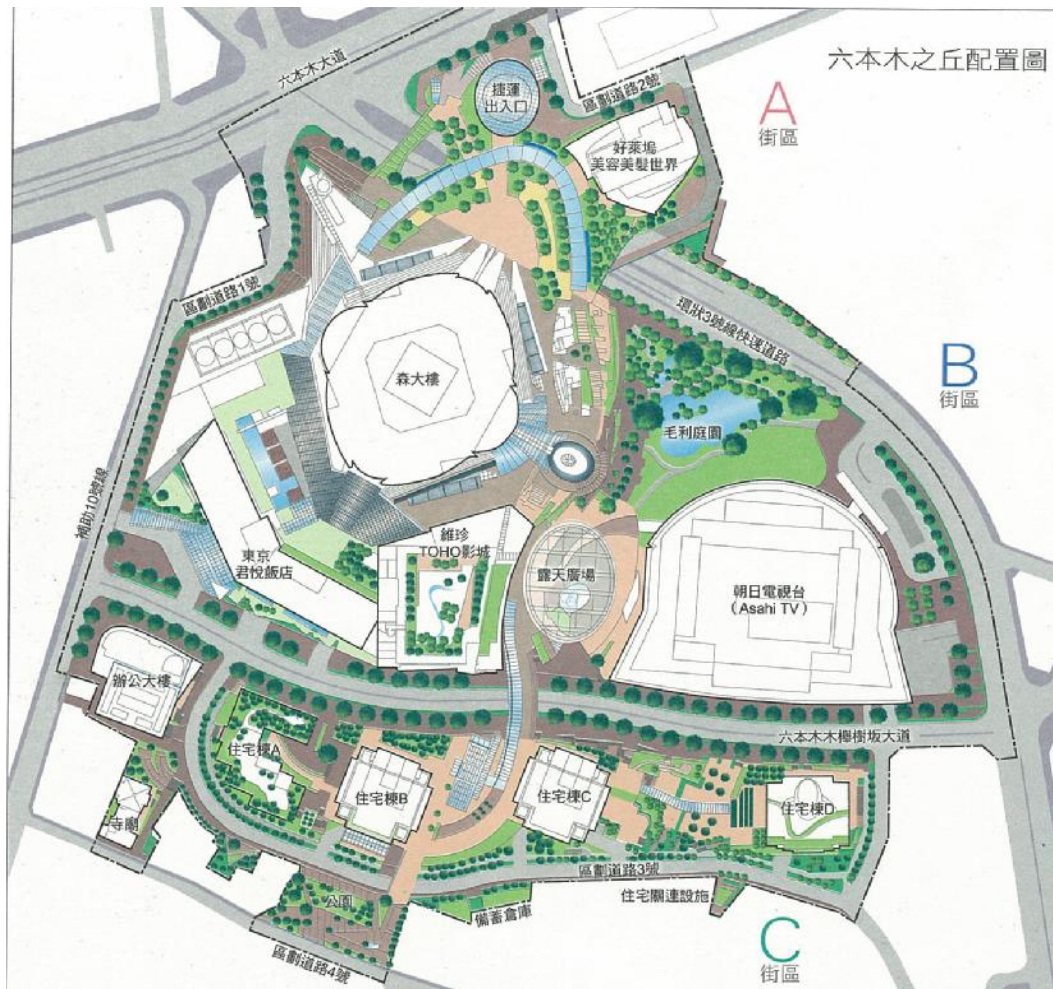 六本木之丘配置圖
六本木大道
捷運
出入口
區劃道路2號
A
街區
好萊塢
美容美髮世界
區劃道路1號
環狀3號線快速道路
B
街區
森大樓
毛利庭園
補助10號線
東京
君悅飯店
維珍
TOHO影城
露天廣場
朝日電視台
(Asahi TV)
辦公大樓
六本木木櫸樹坂大道
住宅棟A
住宅棟B
住宅棟C
住宅棟D
寺廟
區劃道路3號
公園
備蓄倉庫
住宅關連設施
區劃道路4號
C
街區